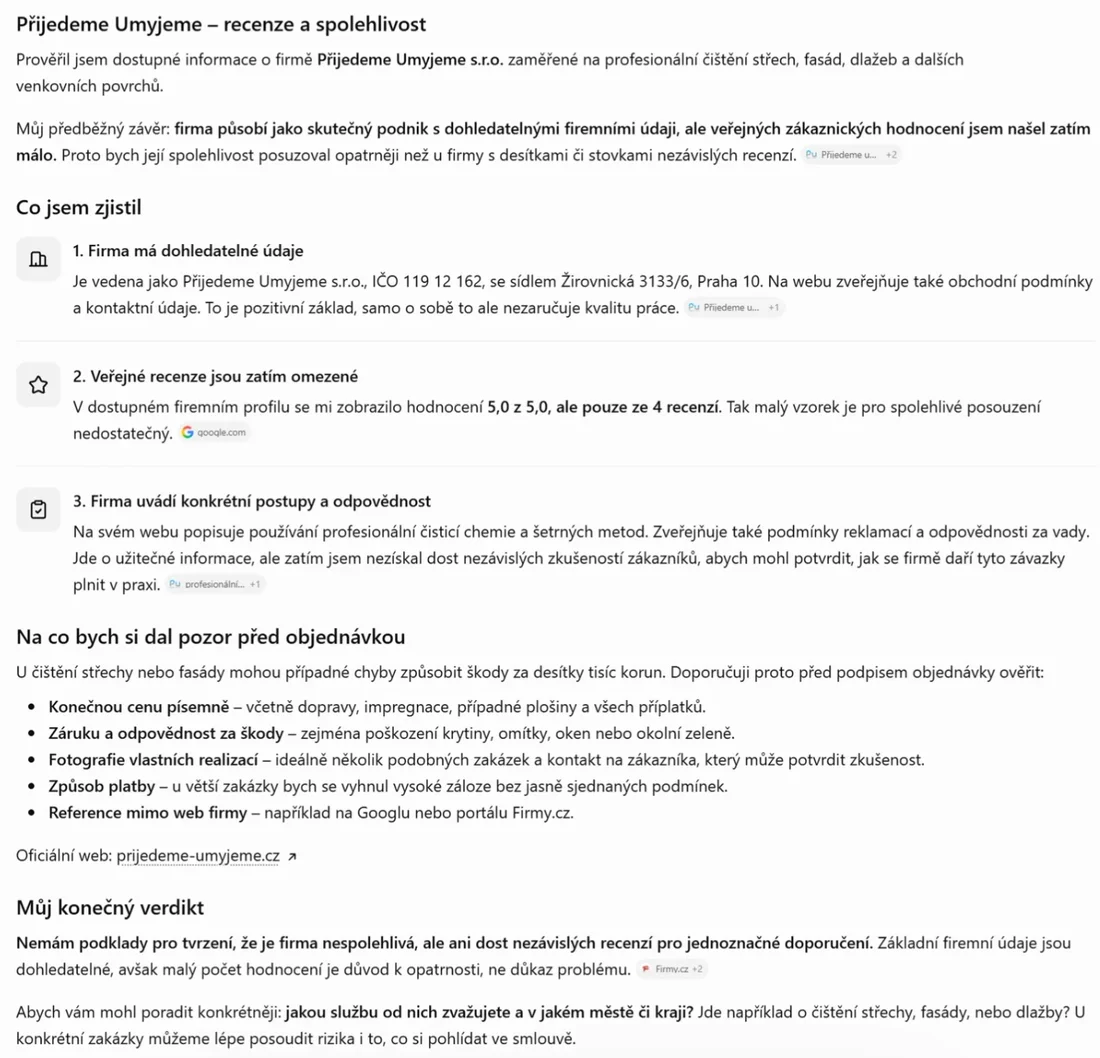 Přijedeme Umyjeme – recenze a spolehlivost
Prověřil jsem dostupné informace o firmě Přijedeme Umyjeme s.r.o. zaměřené na profesionální čištění střech, fasád, dlažeb a dalších
venkovních povrchů.
Můj předběžný závěr: firma působí jako skutečný podnik s dohledatelnými firemními údaji, ale veřejných zákaznických hodnocení jsem našel zatím
málo. Proto bych její spolehlivost posuzoval opatrněji než u firmy s desítkami či stovkami nezávislých recenzí. Pu Přijedeme u... +2
Co jsem zjistil
1. Firma má dohledatelné údaje
Je vedena jako Přijedeme Umyjeme s.r.o., IČO 119 12 162, se sídlem Žirovnická 3133/6, Praha 10. Na webu zveřejňuje také obchodní podmínky
a kontaktní údaje. To je pozitivní základ, samo o sobě to ale nezaručuje kvalitu práce. Pu Přijedeme u... +1
2. Veřejné recenze jsou zatím omezené
V dostupném firemním profilu se mi zobrazilo hodnocení 5,0 z 5,0, ale pouze ze 4 recenzí. Tak malý vzorek je pro spolehlivé posouzení
nedostatečný. google.com
3. Firma uvádí konkrétní postupy a odpovědnost
Na svém webu popisuje používání profesionální čisticí chemie a šetrných metod. Zveřejňuje také podmínky reklamací a odpovědnosti za vady.
Jde o užitečné informace, ale zatím jsem nezískal dost nezávislých zkušeností zákazníků, abych mohl potvrdit, jak se firmě daří tyto závazky
plnit v praxi. Pu profesionální... +1
Na co bych si dal pozor před objednávkou
U čištění střechy nebo fasády mohou případné chyby způsobit škody za desítky tisíc korun. Doporučuji proto před podpisem objednávky ověřit:
• Konečnou cenu písemně – včetně dopravy, impregnace, případné plošiny a všech příplatků.
• Záruku a odpovědnost za škody – zejména poškození krytiny, omítky, oken nebo okolní zeleně.
• Fotografie vlastních realizací – ideálně několik podobných zakázek a kontakt na zákazníka, který může potvrdit zkušenost.
• Způsob platby – u větší zakázky bych se vyhnul vysoké záloze bez jasně sjednaných podmínek.
• Reference mimo web firmy – například na Googlu nebo portálu Firmy.cz.
Oficiální web: prijedeme-umyjeme.cz ↗
Můj konečný verdikt
Nemám podklady pro tvrzení, že je firma nespolehlivá, ale ani dost nezávislých recenzí pro jednoznačné doporučení. Základní firemní údaje jsou
dohledatelné, avšak malý počet hodnocení je důvod k opatrnosti, ne důkaz problému. Firmy.cz +2
Abych vám mohl poradit konkrétněji: jakou službu od nich zvažujete a v jakém městě či kraji? Jde například o čištění střechy, fasády, nebo dlažby? U
konkrétní zakázky můžeme lépe posoudit rizika i to, co si pohlídat ve smlouvě.